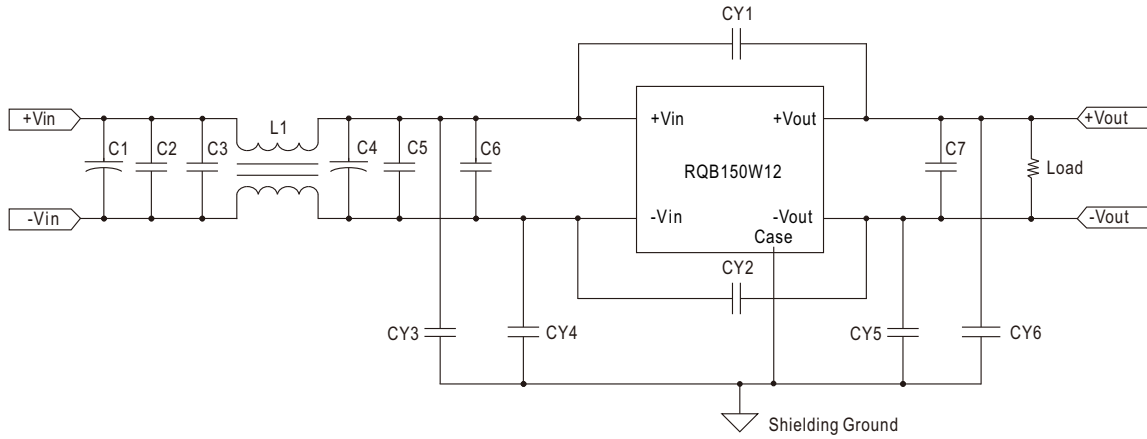 CY1
+Vin
L1
+Vin
+Vout
+Vout
C1
C2
C3
C4
C5
C6
C7
RQB150W12
Load
-Vin
-Vin
-Vout
-Vout
Case
CY2
CY3
CY4
CY5
CY6
Shielding Ground